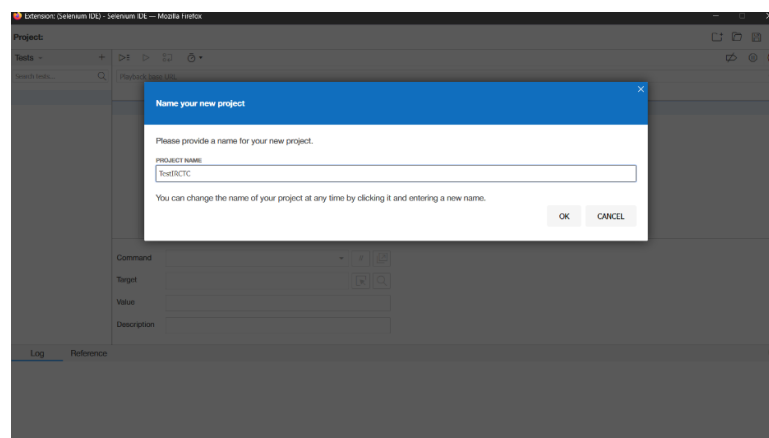 Extension: (Selenium IDE) - Selenium IDE — Mozilla Firefox
Project:
Tests
Search tests...
Playback base URL
Name your new project
Please provide a name for your new project.
PROJECT NAME
TestIRCTC
You can change the name of your project at any time by clicking it and entering a new name.
OK CANCEL
Command
Target
Value
Description
Log Reference